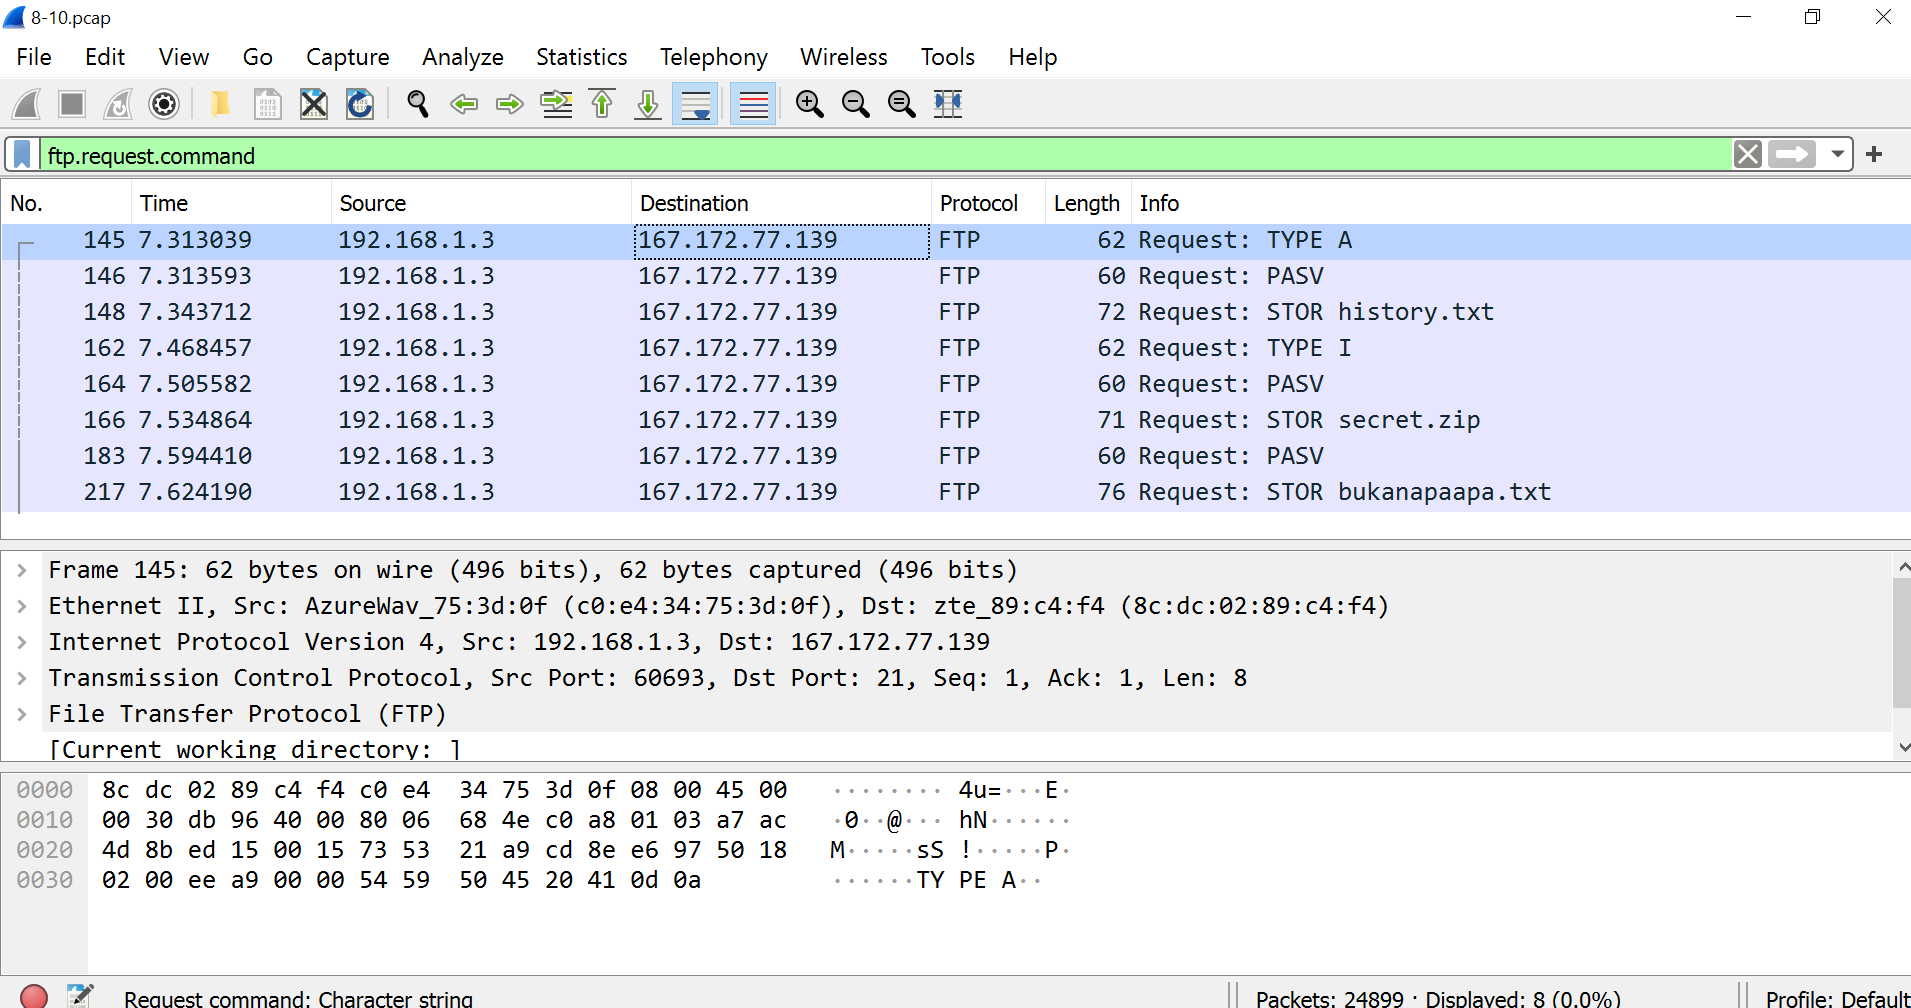 8-10.pcap
File Edit View Go Capture Analyze Statistics Telephony Wireless Tools Help
ftp.request.command
No. Time Source Destination Protocol Length Info
145 7.313039 192.168.1.3 167.172.77.139 FTP 62 Request: TYPE A
146 7.313593 192.168.1.3 167.172.77.139 FTP 60 Request: PASV
148 7.343712 192.168.1.3 167.172.77.139 FTP 72 Request: STOR history.txt
162 7.468457 192.168.1.3 167.172.77.139 FTP 62 Request: TYPE I
164 7.505582 192.168.1.3 167.172.77.139 FTP 60 Request: PASV
166 7.534864 192.168.1.3 167.172.77.139 FTP 71 Request: STOR secret.zip
183 7.594410 192.168.1.3 167.172.77.139 FTP 60 Request: PASV
217 7.624190 192.168.1.3 167.172.77.139 FTP 76 Request: STOR bukanapaapa.txt
Frame 145: 62 bytes on wire (496 bits), 62 bytes captured (496 bits)
Ethernet II, Src: AzureWav_75:3d:0f (c0:e4:34:75:3d:0f), Dst: zte_89:c4:f4 (8c:dc:02:89:c4:f4)
Internet Protocol Version 4, Src: 192.168.1.3, Dst: 167.172.77.139
Transmission Control Protocol, Src Port: 60693, Dst Port: 21, Seq: 1, Ack: 1, Len: 8
File Transfer Protocol (FTP)
[Current working directory: ]
0000 8c dc 02 89 c4 f4 c0 e4 34 75 3d 0f 08 00 45 00 ········ 4u=···E·
0010 00 30 db 96 40 00 80 06 68 4e c0 a8 01 03 a7 ac ·0··@··· hN······
0020 4d 8b ed 15 00 15 73 53 21 a9 cd 8e e6 97 50 18 M·····sS !·····P·
0030 02 00 ee a9 00 00 54 59 50 45 20 41 0d 0a ······TY PE A··
Request command: Character string Packets: 24899 · Displayed: 8 (0.0%) Profile: Default